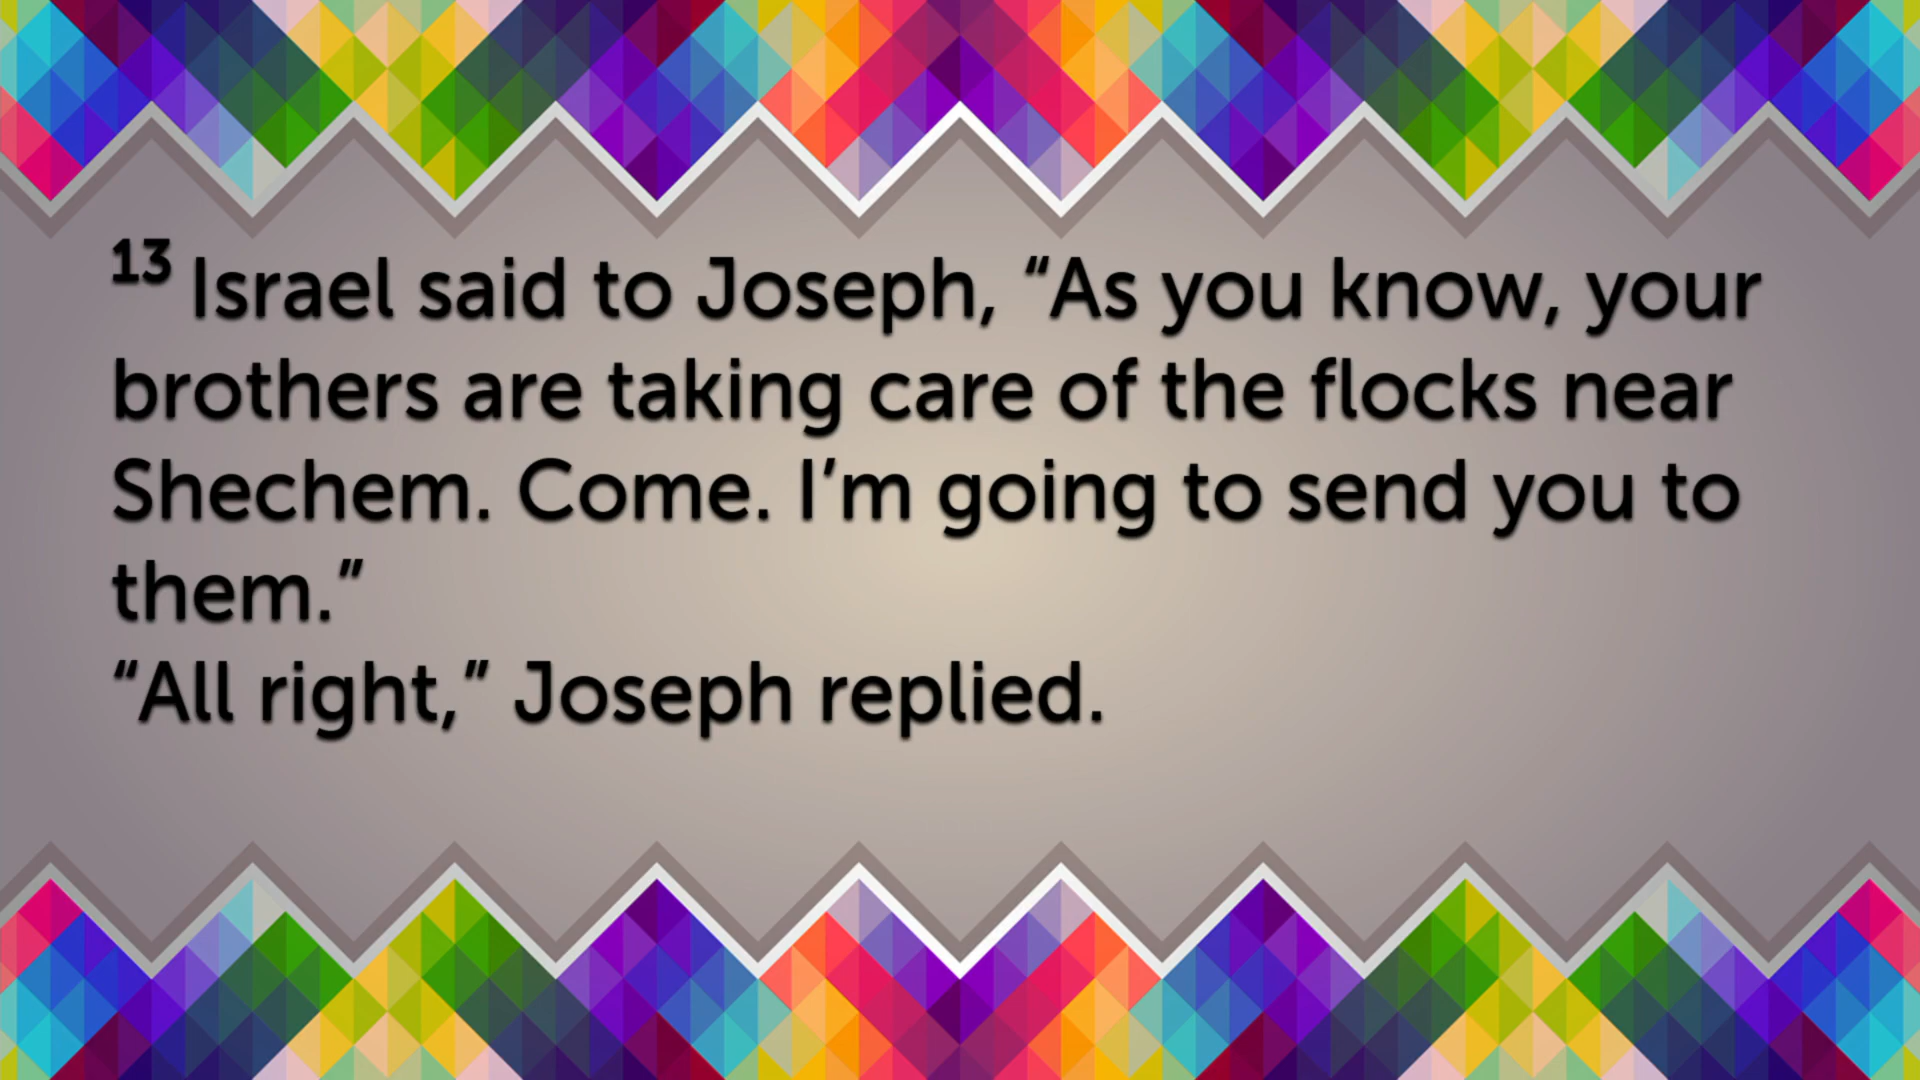 13 Israel said to Joseph, “As you know, your
brothers are taking care of the flocks near
Shechem. Come. I’m going to send you to
them.”
“All right,” Joseph replied.